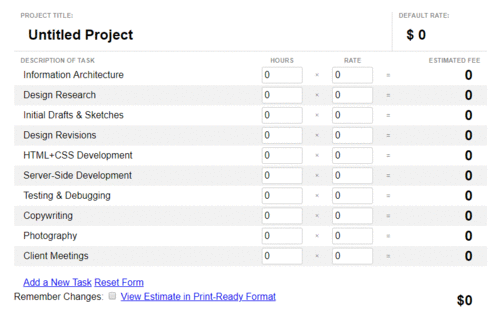 PROJECT TITLE: DEFAULT RATE:
Untitled Project $ 0
DESCRIPTION OF TASK HOURS RATE ESTIMATED FEE
Information Architecture 0 × 0 = 0
Design Research 0 × 0 = 0
Initial Drafts & Sketches 0 × 0 = 0
Design Revisions 0 × 0 = 0
HTML+CSS Development 0 × 0 = 0
Server-Side Development 0 × 0 = 0
Testing & Debugging 0 × 0 = 0
Copywriting 0 × 0 = 0
Photography 0 × 0 = 0
Client Meetings 0 × 0 = 0
Add a New Task Reset Form
Remember Changes: View Estimate in Print-Ready Format $0